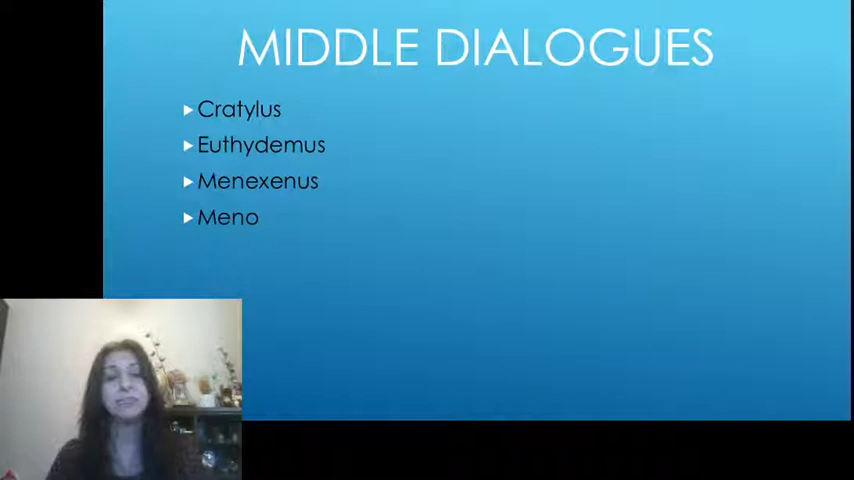 MIDDLE DIALOGUES
Cratylus
Euthydemus
Menexenus
Meno